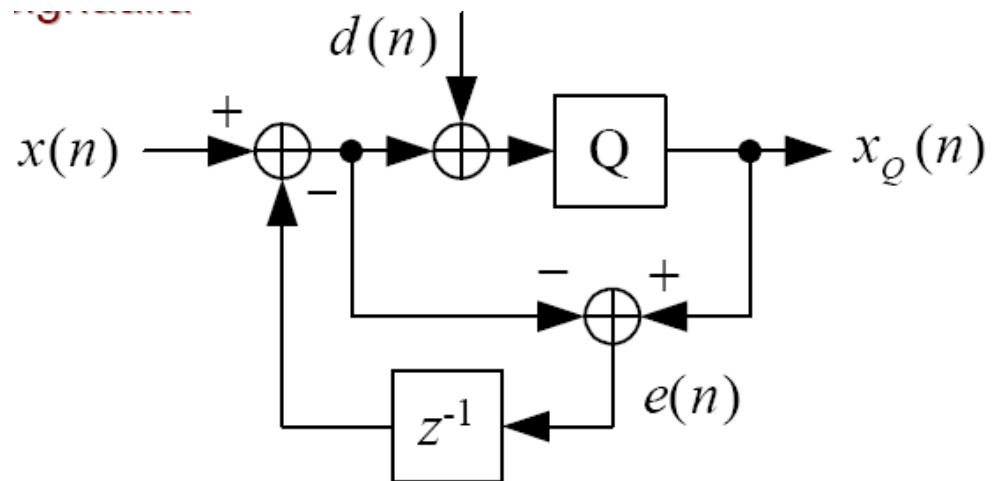 d(n)
+
x(n)
−
Q
x_Q(n)
− +
e(n)
z⁻¹